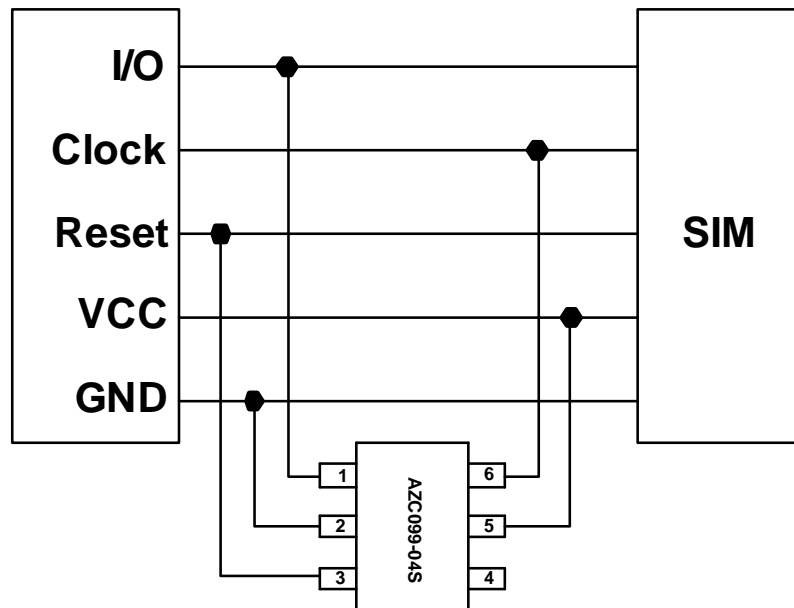 I/O
Clock
Reset
VCC
GND
SIM
1
2
3
AZC099-04S
6
5
4